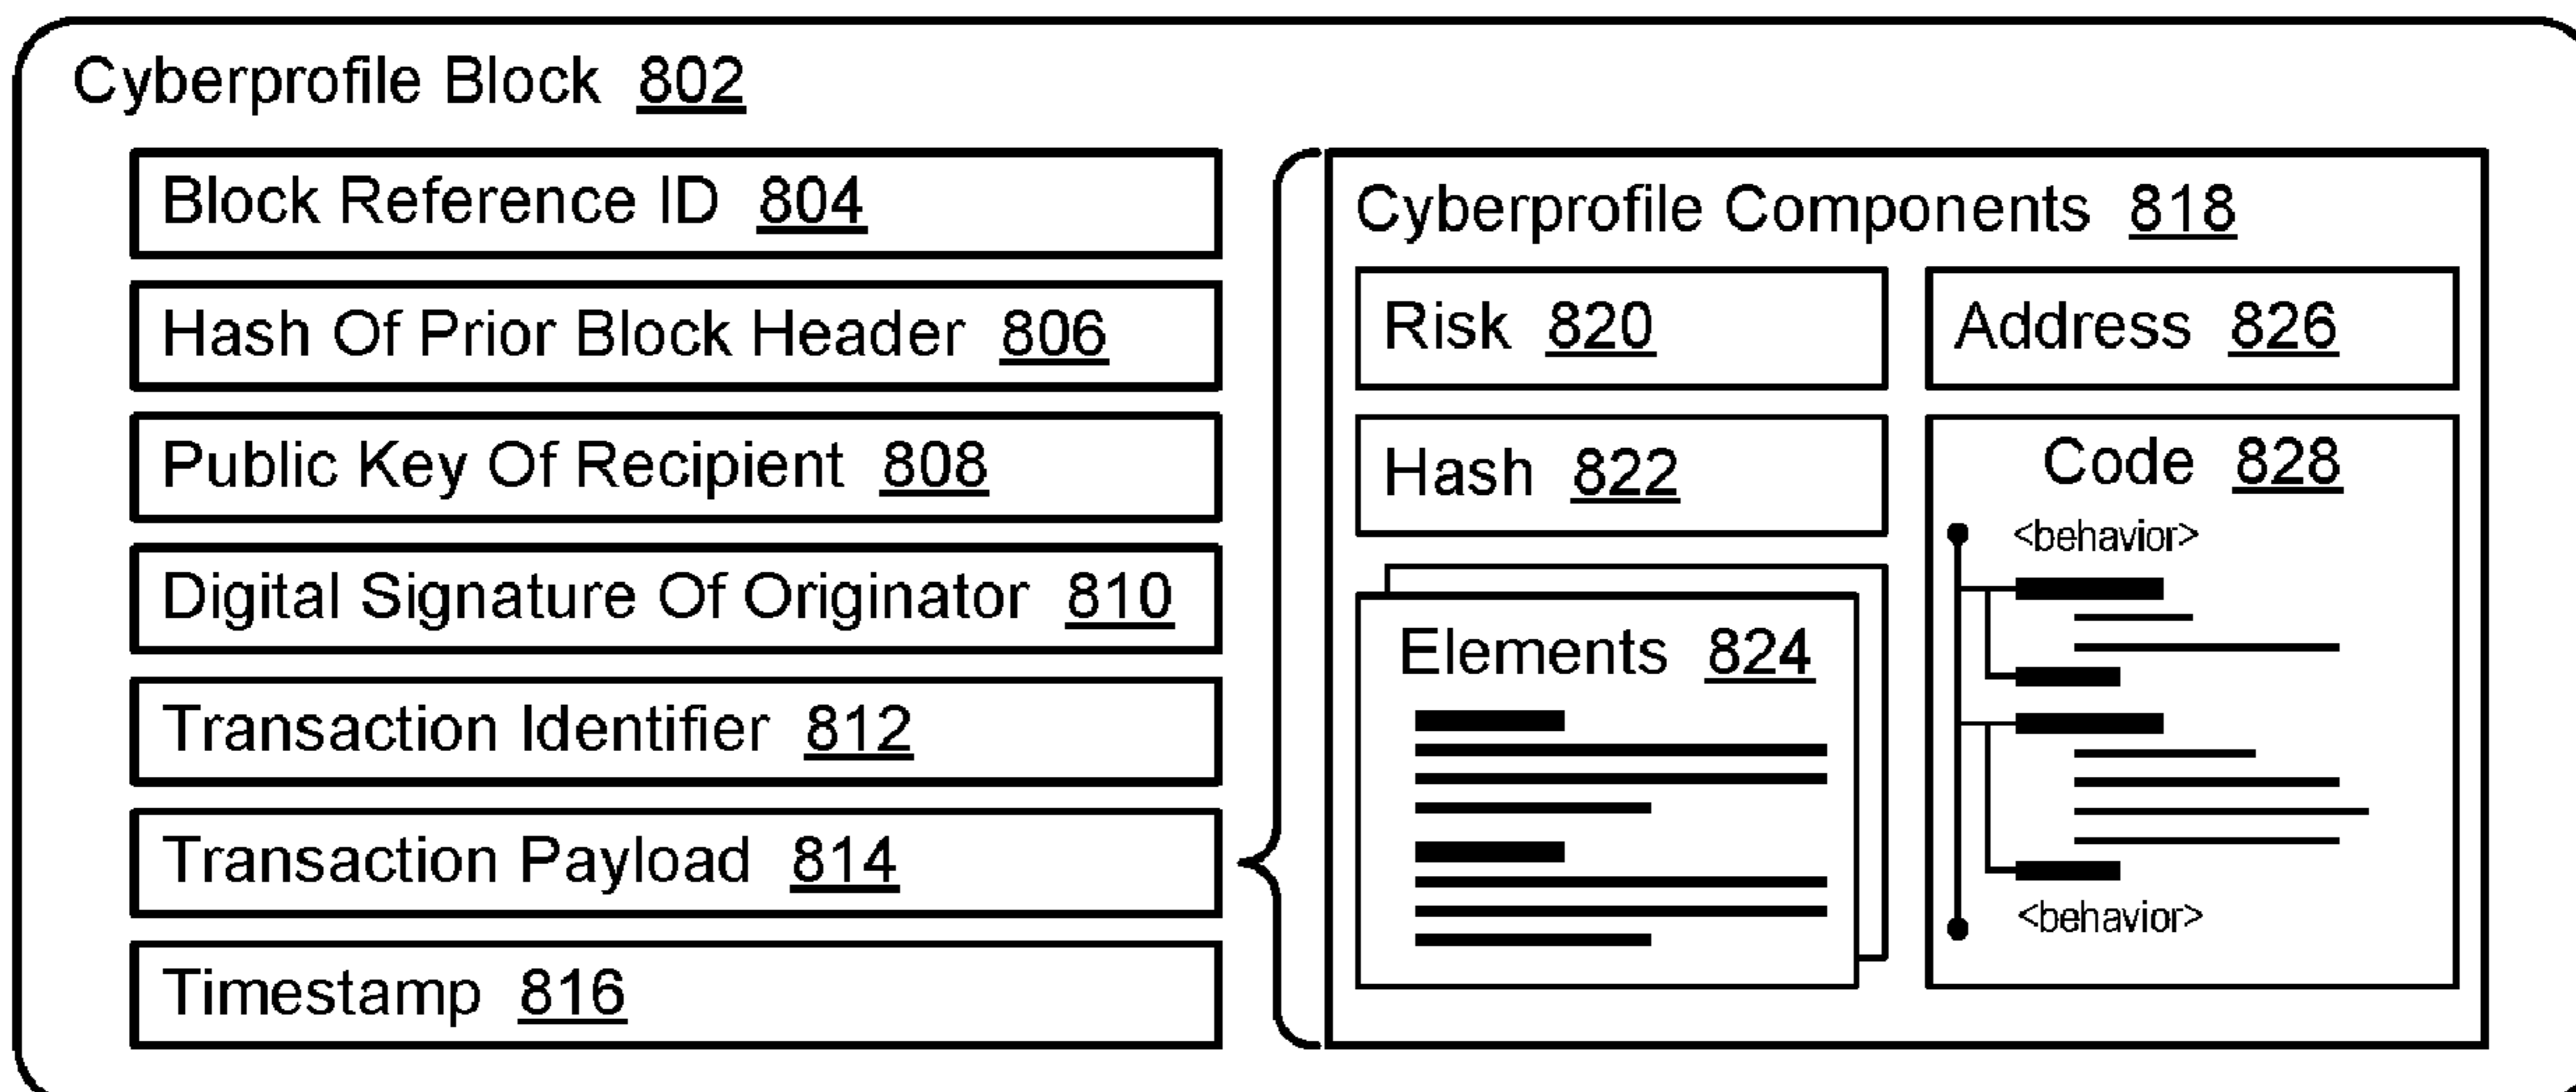 Cyberprofile Block 802
Block Reference ID 804
Hash Of Prior Block Header 806
Public Key Of Recipient 808
Digital Signature Of Originator 810
Transaction Identifier 812
Transaction Payload 814
Timestamp 816
Cyberprofile Components 818
Risk 820
Hash 822
Elements 824
Address 826
Code 828
<behavior>
<behavior>